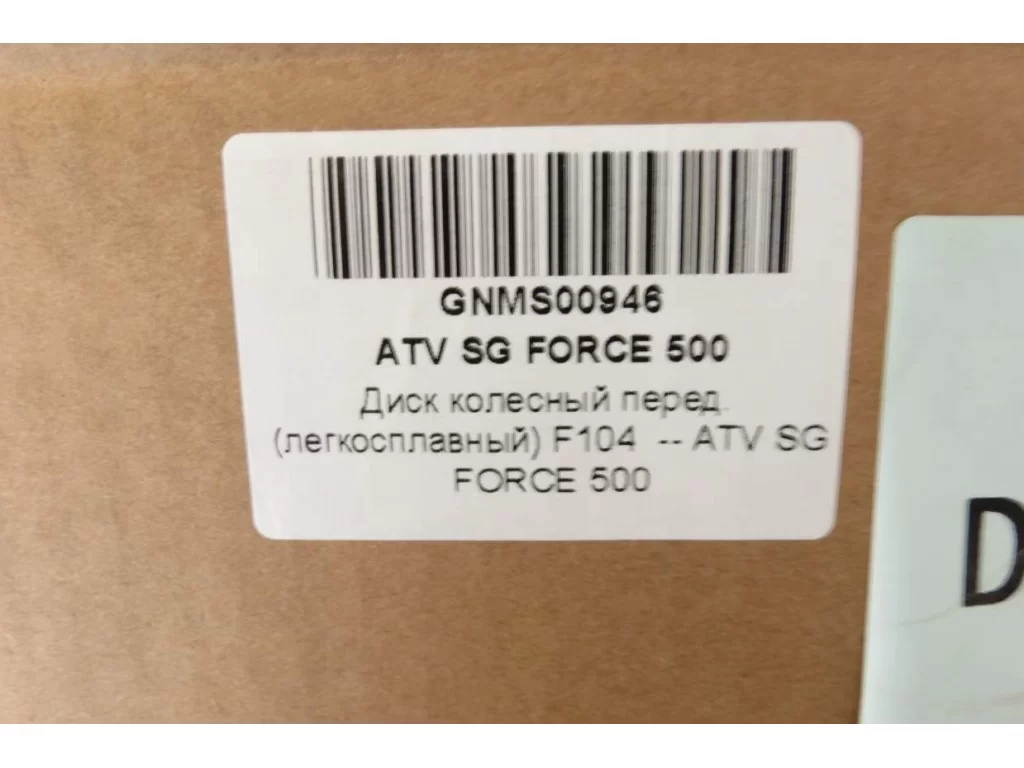 GNMS00946
ATV SG FORCE 500
Диск колесный перед.
(легкосплавный) F104 -- ATV SG
FORCE 500
D